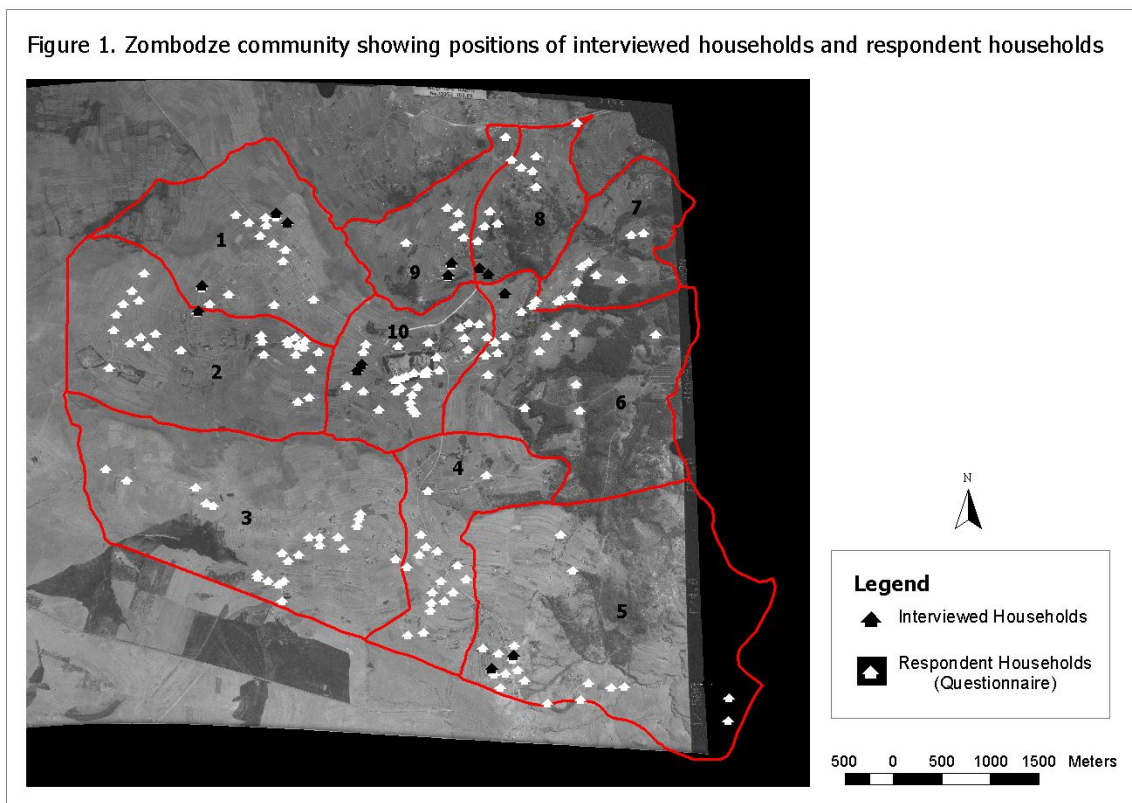 Figure 1. Zombodze community showing positions of interviewed households and respondent households
1
2
3
4
5
6
7
8
9
10
N
Legend
Interviewed Households
Respondent Households
(Questionnaire)
500 0 500 1000 1500 Meters